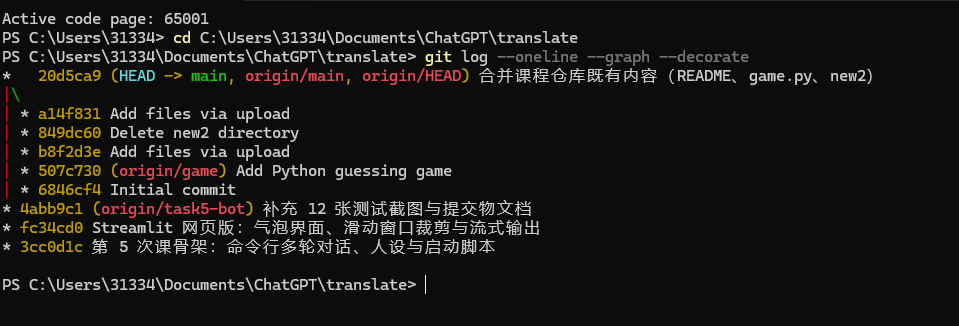 Active code page: 65001
PS C:\Users\31334> cd C:\Users\31334\Documents\ChatGPT\translate
PS C:\Users\31334\Documents\ChatGPT\translate> git log --oneline --graph --decorate
*   20d5ca9 (HEAD -> main, origin/main, origin/HEAD) 合并课程仓库既有内容（README、game.py、new2）
|\
| * a14f831 Add files via upload
| * 849dc60 Delete new2 directory
| * b8f2d3e Add files via upload
| * 507c730 (origin/game) Add Python guessing game
| * 6846cf4 Initial commit
* 4abb9c1 (origin/task5-bot) 补充 12 张测试截图与提交物文档
* fc34cd0 Streamlit 网页版：气泡界面、滑动窗口裁剪与流式输出
* 3cc0d1c 第 5 次课骨架：命令行多轮对话、人设与启动脚本
PS C:\Users\31334\Documents\ChatGPT\translate>